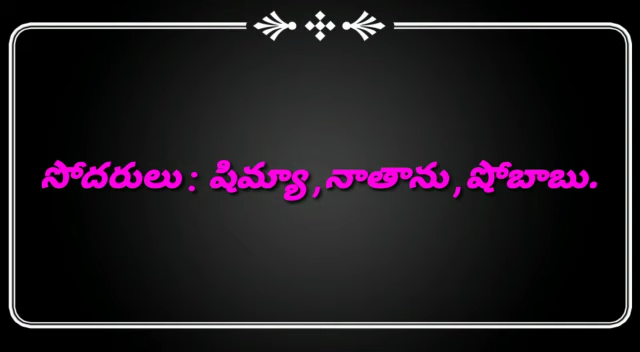 సోదరులు : షిమ్యా , నాతాను , షోబాబు.